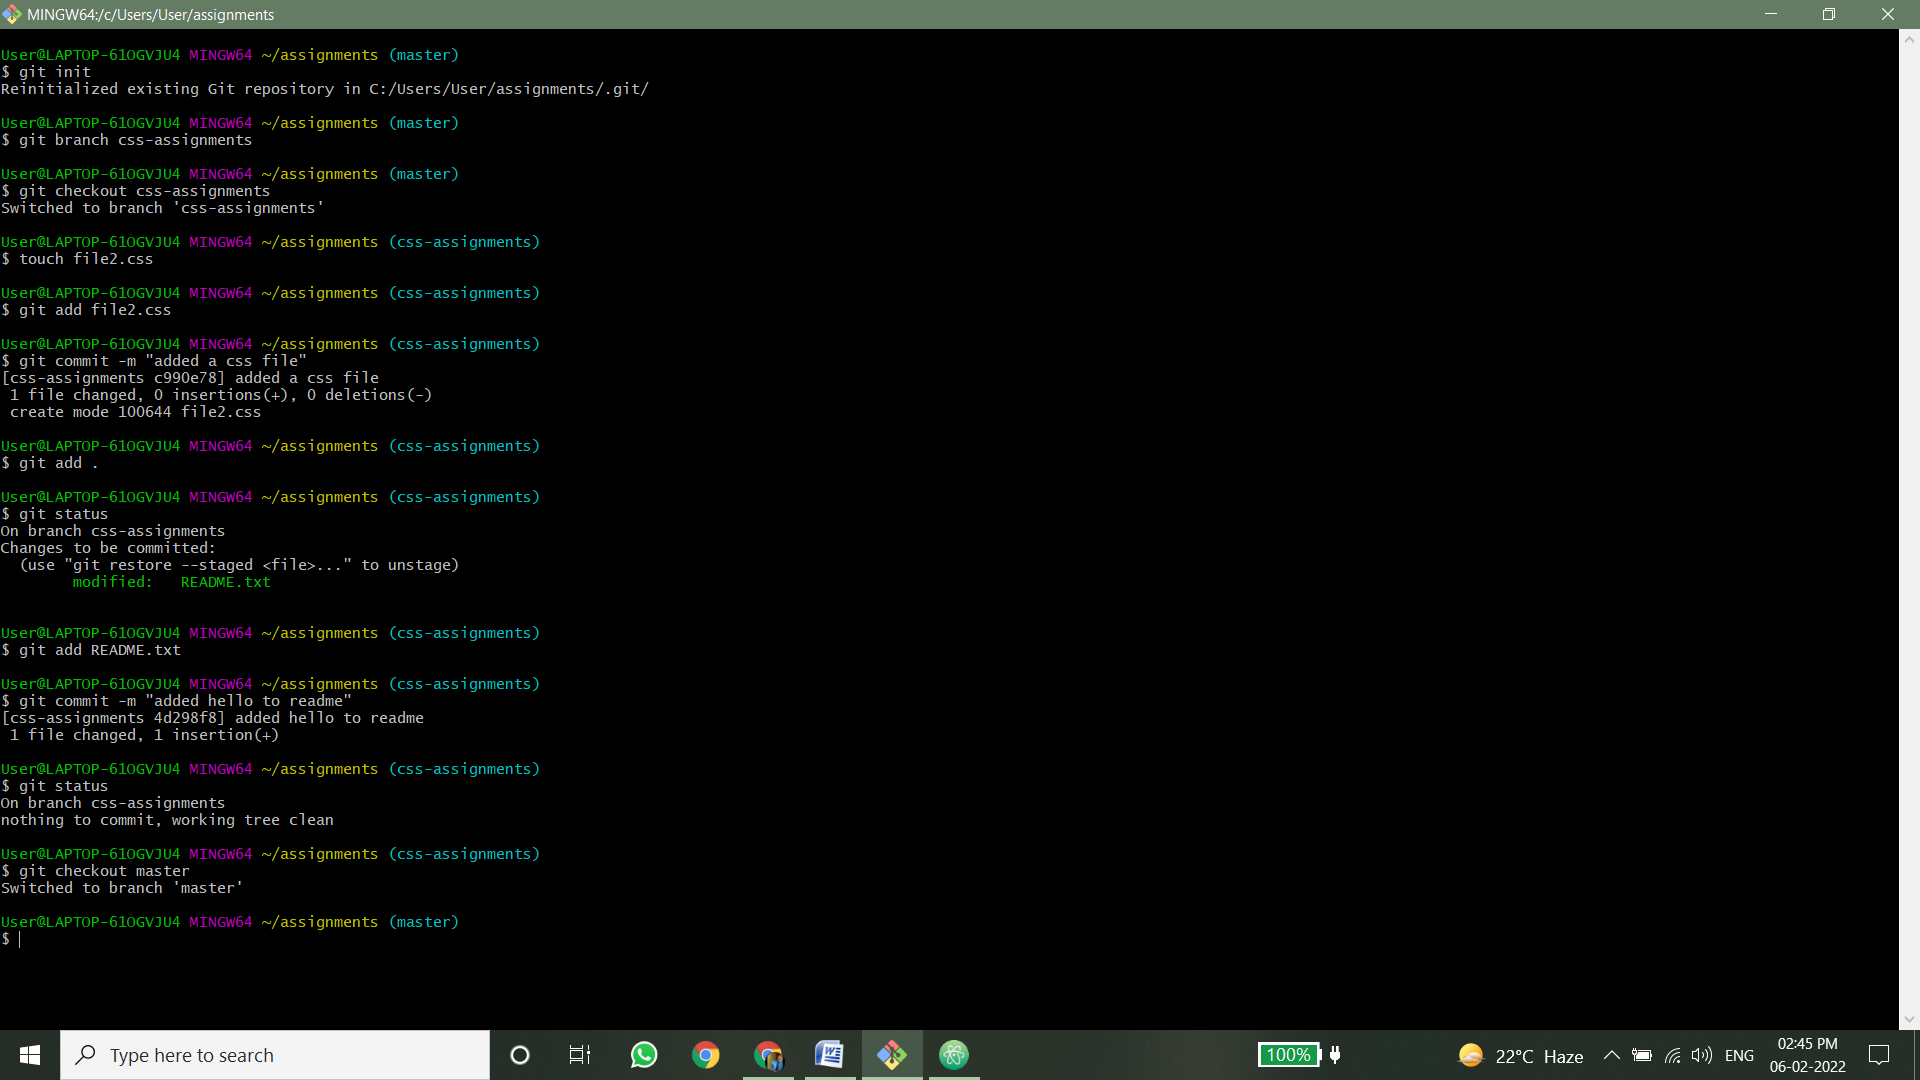 MINGW64:/c/Users/User/assignments
User@LAPTOP-61OGVJU4 MINGW64 ~/assignments (master)
$ git init
Reinitialized existing Git repository in C:/Users/User/assignments/.git/
User@LAPTOP-61OGVJU4 MINGW64 ~/assignments (master)
$ git branch css-assignments
User@LAPTOP-61OGVJU4 MINGW64 ~/assignments (master)
$ git checkout css-assignments
Switched to branch 'css-assignments'
User@LAPTOP-61OGVJU4 MINGW64 ~/assignments (css-assignments)
$ touch file2.css
User@LAPTOP-61OGVJU4 MINGW64 ~/assignments (css-assignments)
$ git add file2.css
User@LAPTOP-61OGVJU4 MINGW64 ~/assignments (css-assignments)
$ git commit -m "added a css file"
[css-assignments c990e78] added a css file
 1 file changed, 0 insertions(+), 0 deletions(-)
 create mode 100644 file2.css
User@LAPTOP-61OGVJU4 MINGW64 ~/assignments (css-assignments)
$ git add .
User@LAPTOP-61OGVJU4 MINGW64 ~/assignments (css-assignments)
$ git status
On branch css-assignments
Changes to be committed:
  (use "git restore --staged <file>..." to unstage)
        modified:   README.txt
User@LAPTOP-61OGVJU4 MINGW64 ~/assignments (css-assignments)
$ git add README.txt
User@LAPTOP-61OGVJU4 MINGW64 ~/assignments (css-assignments)
$ git commit -m "added hello to readme"
[css-assignments 4d298f8] added hello to readme
 1 file changed, 1 insertion(+)
User@LAPTOP-61OGVJU4 MINGW64 ~/assignments (css-assignments)
$ git status
On branch css-assignments
nothing to commit, working tree clean
User@LAPTOP-61OGVJU4 MINGW64 ~/assignments (css-assignments)
$ git checkout master
Switched to branch 'master'
User@LAPTOP-61OGVJU4 MINGW64 ~/assignments (master)
$
Type here to search
100%
22°C Haze
ENG
02:45 PM
06-02-2022